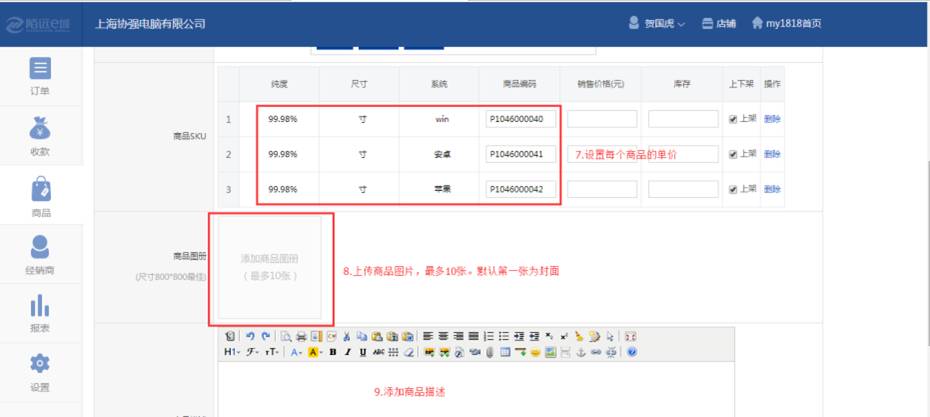 陌远e城
上海协强电脑有限公司 贺国虎 店铺 my1818首页
订单
收款
商品
经销商
报表
设置
纯度 尺寸 系统 商品编码 销售价格(元) 库存 上下架 操作
商品SKU
1 99.98% 寸 win P1046000040 上架 删除
2 99.98% 寸 安卓 P1046000041 上架 删除
7.设置每个商品的单价
3 99.98% 寸 苹果 P1046000042 上架 删除
商品图册
(尺寸800*800最佳)
添加商品图册
（最多10张）
8.上传商品图片，最多10张。默认第一张为封面
H1 F тT A A B I U ABC
9.添加商品描述